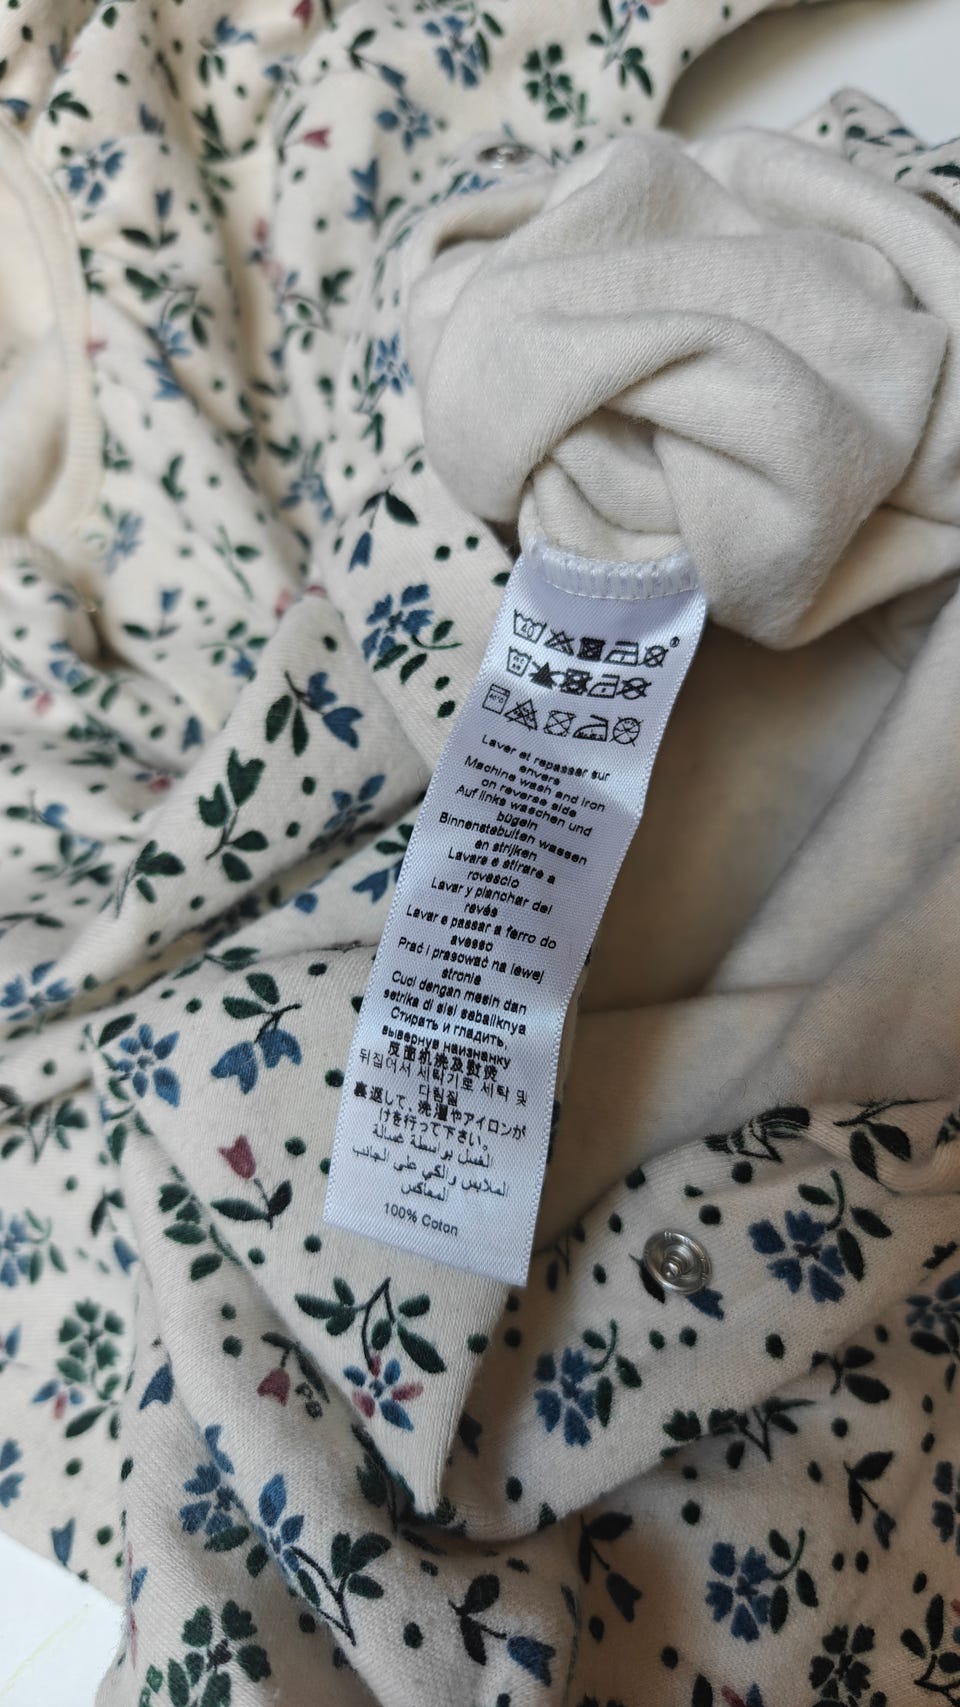 40
Lavar et rapasser sur
envers
Machine wash and iron
on reverse side
Auf links waschen und
bügeln
Binnenstebuiten wassen
en strijken
Lavare e stirare a
rovescio
Lavar y planchar del
revés
Lavar e passar a ferro do
avesso
Prać i prasować na lewej
stronie
Cuci dengan mesin dan
setrika di sisi sebaliknya
Стирать и гладить,
вывернув наизнанку
反面机洗及熨烫
뒤집어서 세탁기로 세탁 및
다림질
裏返して、洗濯やアイロンが
けを行って下さい。
الغسل بواسطة غسالة
الملابس والكي على الجانب
المعاكس
100% Coton